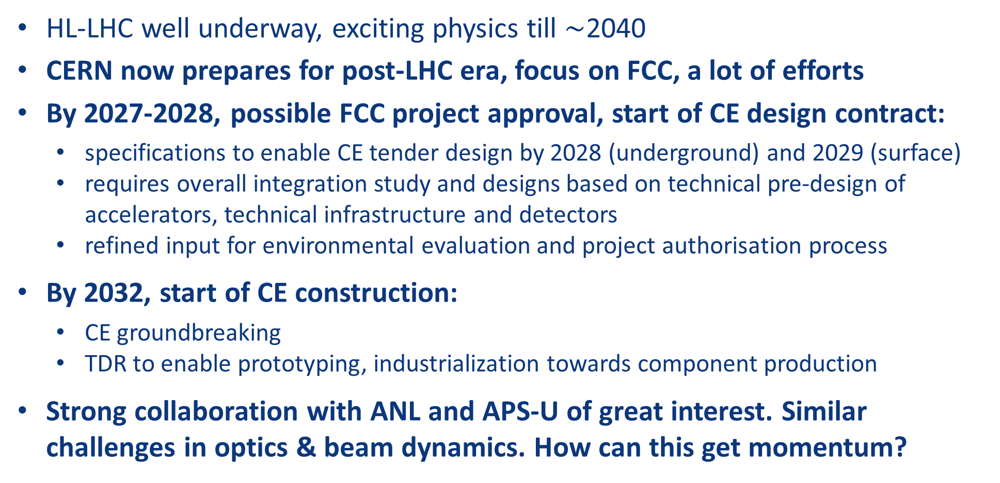 • HL-LHC well underway, exciting physics till ~2040
• CERN now prepares for post-LHC era, focus on FCC, a lot of efforts
• By 2027-2028, possible FCC project approval, start of CE design contract:
• specifications to enable CE tender design by 2028 (underground) and 2029 (surface)
• requires overall integration study and designs based on technical pre-design of
accelerators, technical infrastructure and detectors
• refined input for environmental evaluation and project authorisation process
• By 2032, start of CE construction:
• CE groundbreaking
• TDR to enable prototyping, industrialization towards component production
• Strong collaboration with ANL and APS-U of great interest. Similar
challenges in optics & beam dynamics. How can this get momentum?